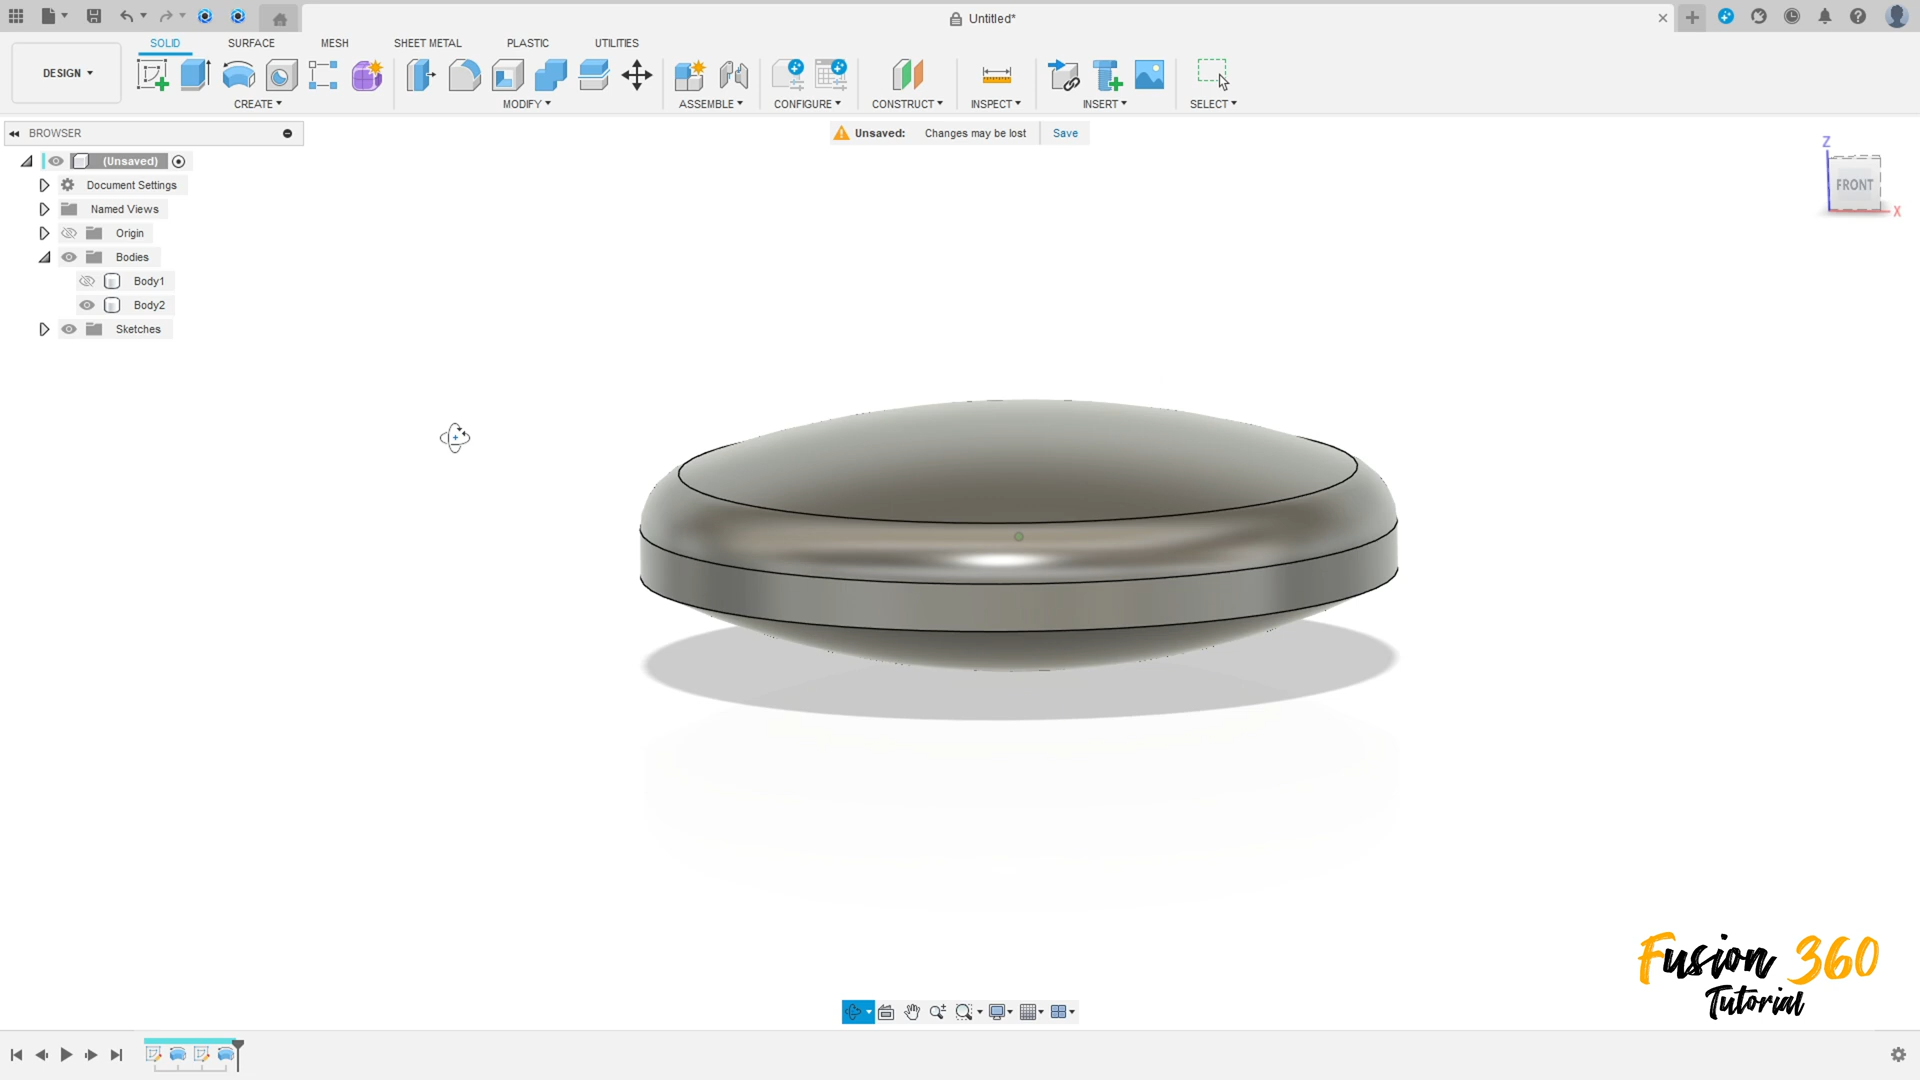 Untitled*
DESIGN
SOLID
SURFACE
MESH
SHEET METAL
PLASTIC
UTILITIES
CREATE
MODIFY
ASSEMBLE
CONFIGURE
CONSTRUCT
INSPECT
INSERT
SELECT
BROWSER
Unsaved: Changes may be lost Save
(Unsaved)
Document Settings
Named Views
Origin
Bodies
Body1
Body2
Sketches
Z
FRONT
X
Fusion 360
Tutorial